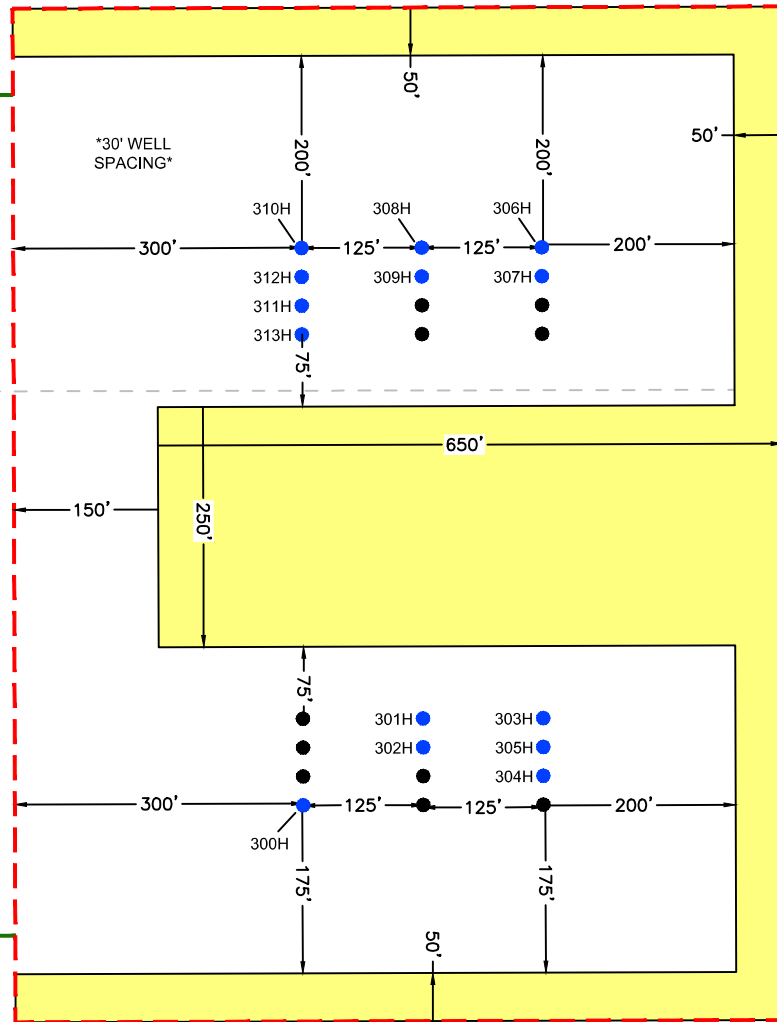 50'
50'
*30' WELL
SPACING*
200'
200'
310H
308H
306H
300'
125'
125'
200'
312H
309H
307H
311H
313H
75'
650'
150'
250'
75'
301H
303H
302H
305H
304H
300'
125'
125'
200'
300H
175'
175'
50'